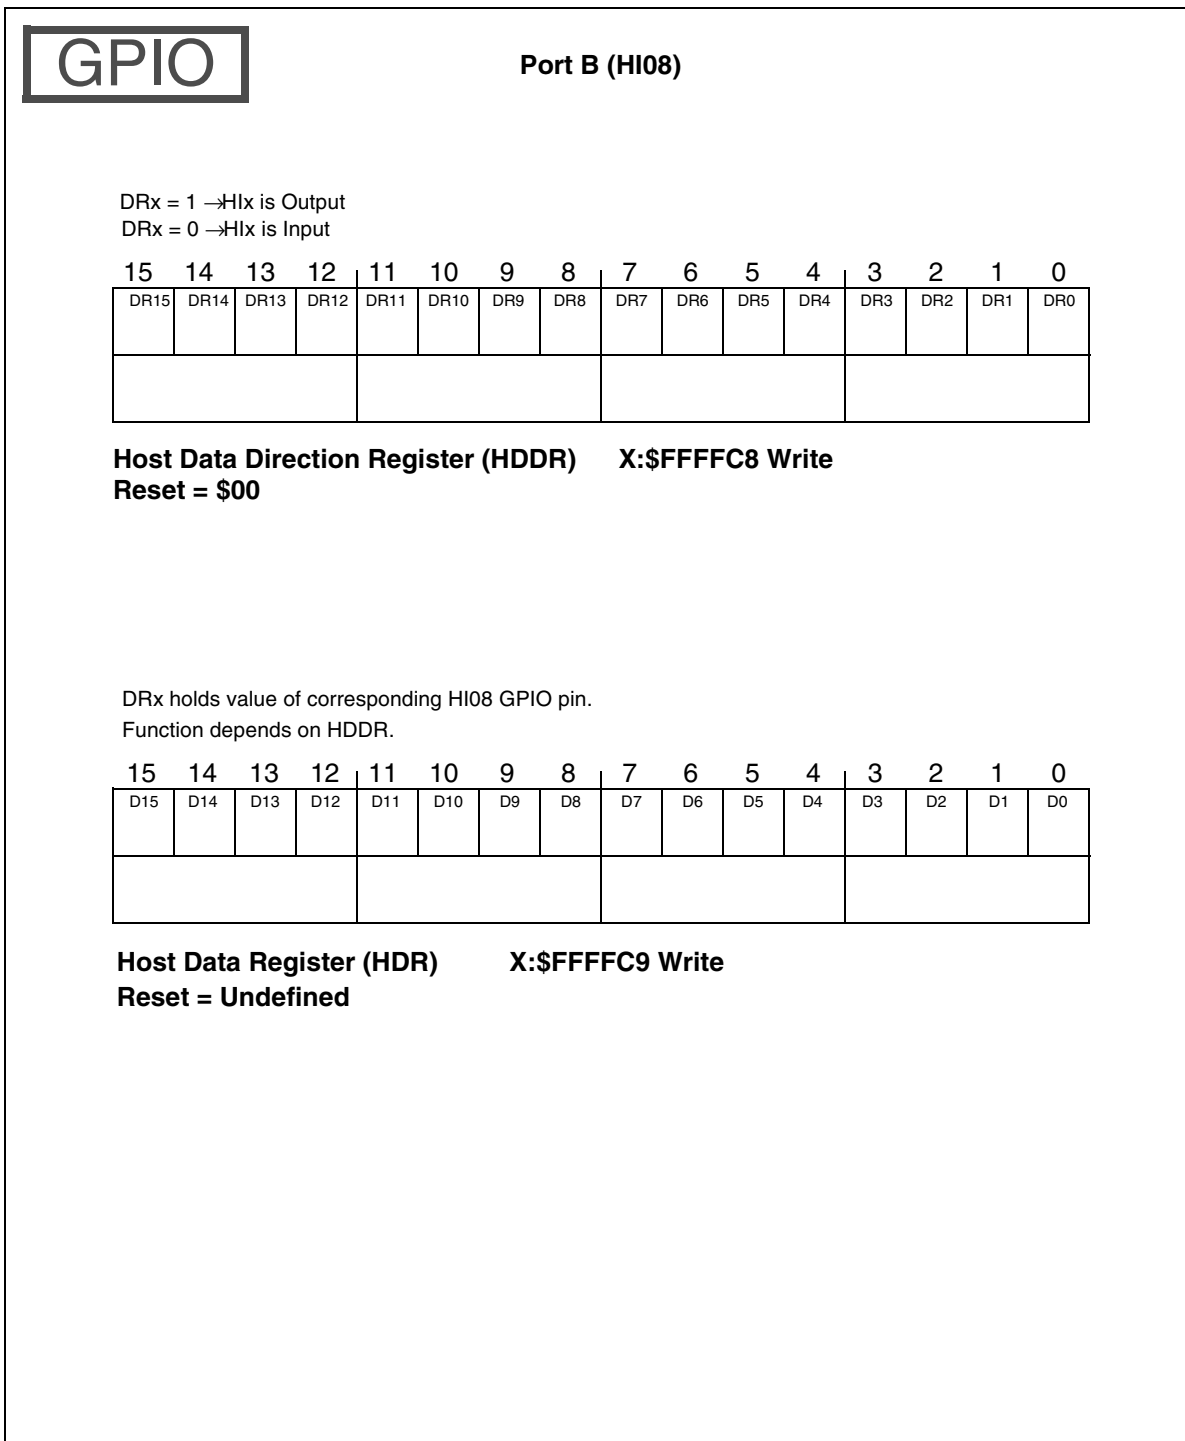 GPIO
Port B (HI08)
DRx = 1 →HIx is Output
DRx = 0 →HIx is Input
15 14 13 12 11 10 9 8 7 6 5 4 3 2 1 0
DR15 DR14 DR13 DR12 DR11 DR10 DR9 DR8 DR7 DR6 DR5 DR4 DR3 DR2 DR1 DR0
Host Data Direction Register (HDDR) X:$FFFFC8 Write
Reset = $00
DRx holds value of corresponding HI08 GPIO pin.
Function depends on HDDR.
15 14 13 12 11 10 9 8 7 6 5 4 3 2 1 0
D15 D14 D13 D12 D11 D10 D9 D8 D7 D6 D5 D4 D3 D2 D1 D0
Host Data Register (HDR) X:$FFFFC9 Write
Reset = Undefined